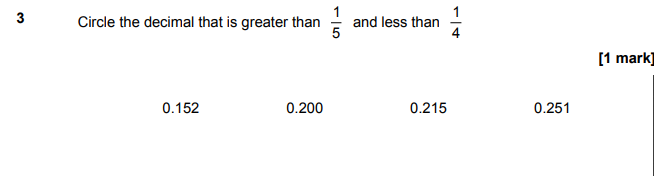 3 Circle the decimal that is greater than 1/5 and less than 1/4
[1 mark]
0.152 0.200 0.215 0.251